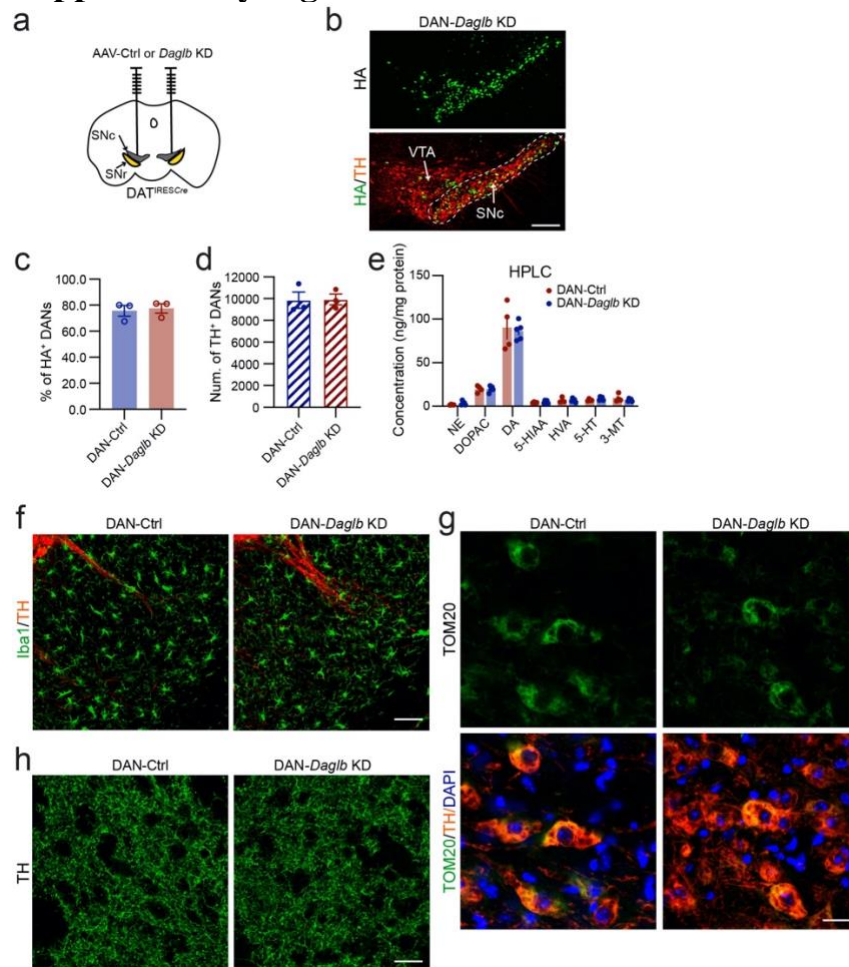 a
AAV-Ctrl or Daglb KD
SNc
SNr
DAT^IRESCre
b
DAN-Daglb KD
HA
HA/TH
VTA
SNc
c
% of HA⁺ DANs
100.0
80.0
60.0
40.0
20.0
0.0
DAN-Ctrl
DAN-Daglb KD
d
Num. of TH⁺ DANs
12000
10000
8000
6000
4000
2000
0
DAN-Ctrl
DAN-Daglb KD
e
HPLC
Concentration (ng/mg protein)
150
100
50
0
DAN-Ctrl
DAN-Daglb KD
NE
DOPAC
DA
5-HIAA
HVA
5-HT
3-MT
f
DAN-Ctrl
DAN-Daglb KD
Iba1/TH
g
DAN-Ctrl
DAN-Daglb KD
TOM20
TOM20/TH/DAPI
h
DAN-Ctrl
DAN-Daglb KD
TH